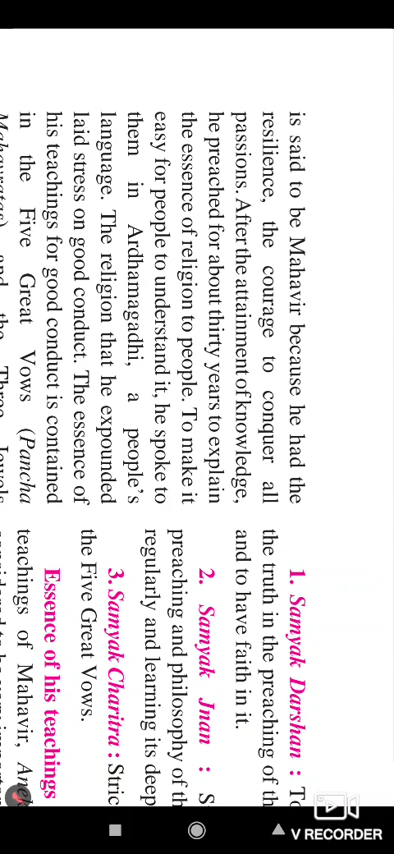 is said to be Mahavir because he had the
resilience, the courage to conquer all
passions. After the attainment of knowledge,
he preached for about thirty years to explain
the essence of religion to people. To make it
easy for people to understand it, he spoke to
them in Ardhamagadhi, a people's
language. The religion that he expounded
laid stress on good conduct. The essence of
his teachings for good conduct is contained
in the Five Great Vows (Pancha
1. Samyak Darshan :
the truth in the preaching of
and to have faith in it.
2. Samyak Jnan :
preaching and philosophy of
regularly and learning its deep
3. Samyak Charitra :
the Five Great Vows.
Essence of his teachings
teachings of Mahavir,
V RECORDER